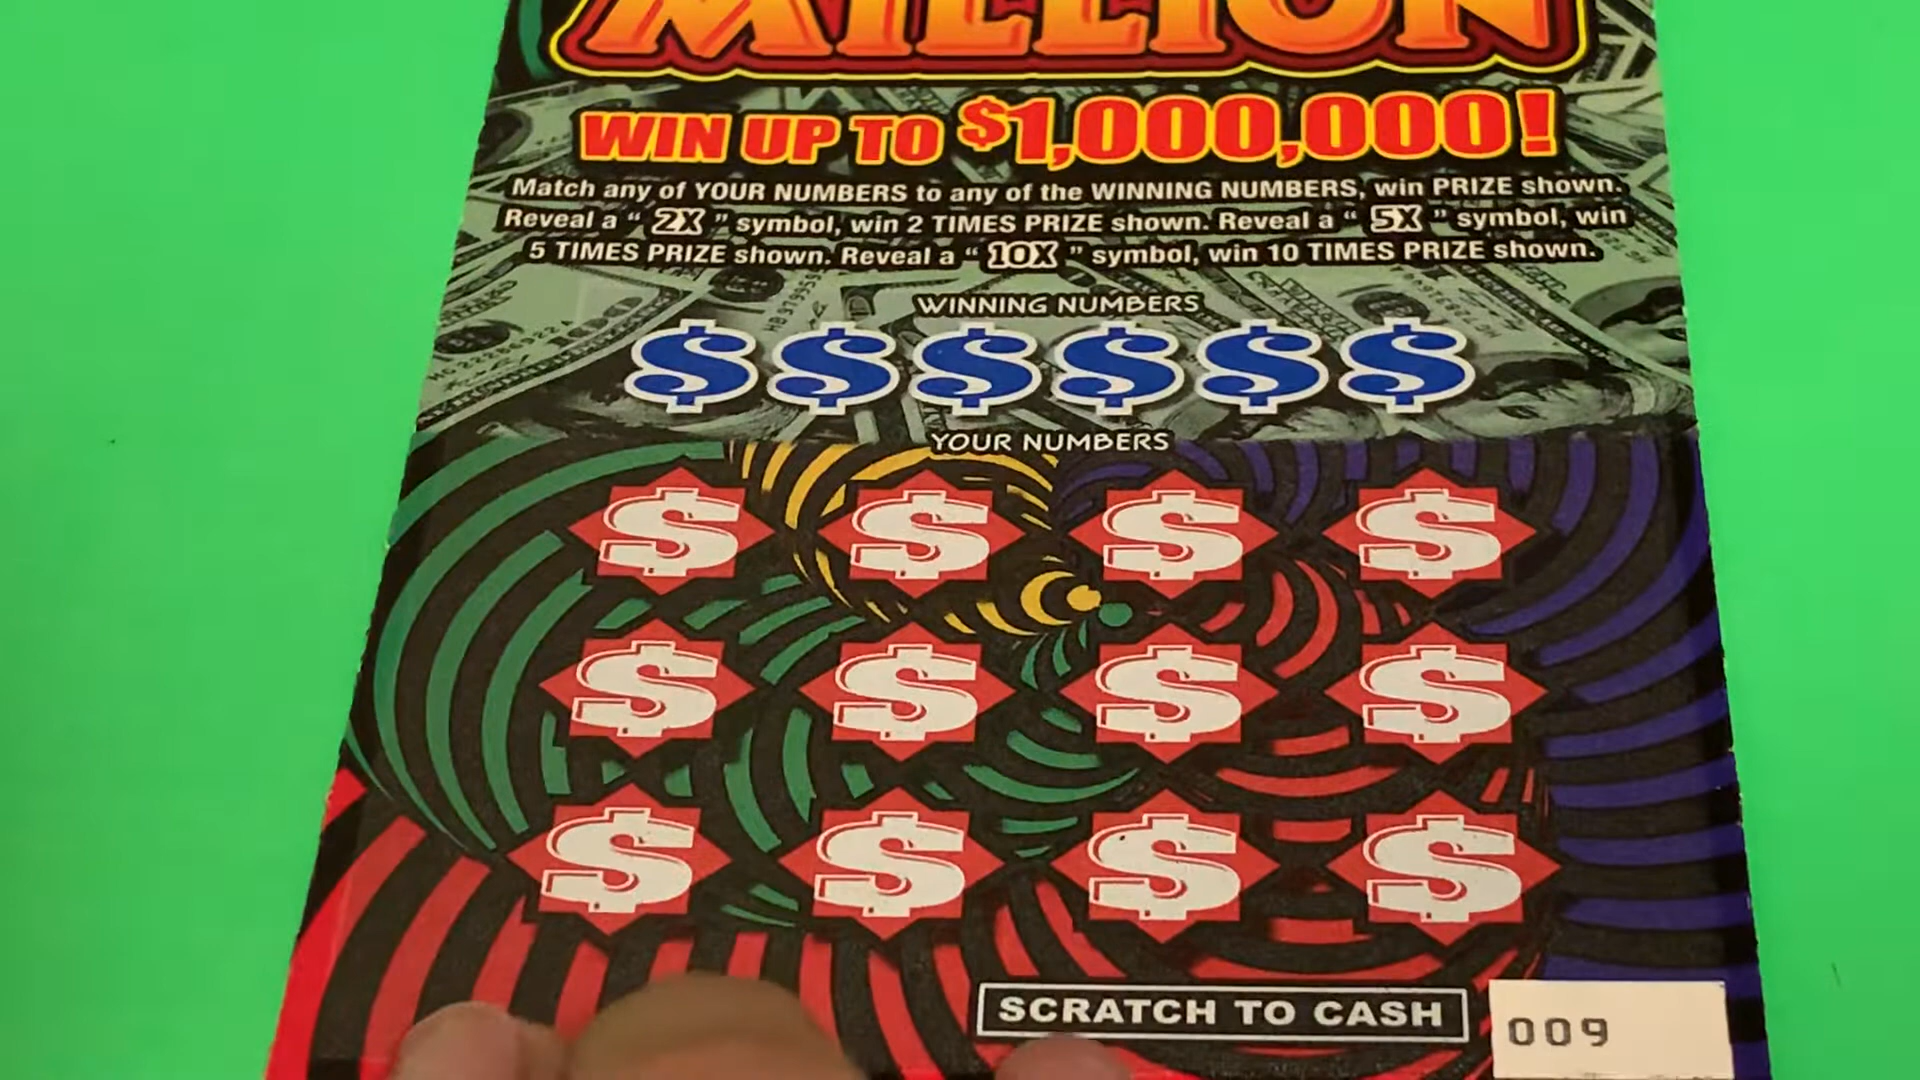 MILLION
WIN UP TO $1,000,000!
Match any of YOUR NUMBERS to any of the WINNING NUMBERS, win PRIZE shown.
Reveal a “ 2X ” symbol, win 2 TIMES PRIZE shown. Reveal a “ 5X ” symbol, win
5 TIMES PRIZE shown. Reveal a “ 10X ” symbol, win 10 TIMES PRIZE shown.
WINNING NUMBERS
$ $ $ $ $ $
YOUR NUMBERS
$ $ $ $
$ $ $ $
$ $ $ $
SCRATCH TO CASH
009